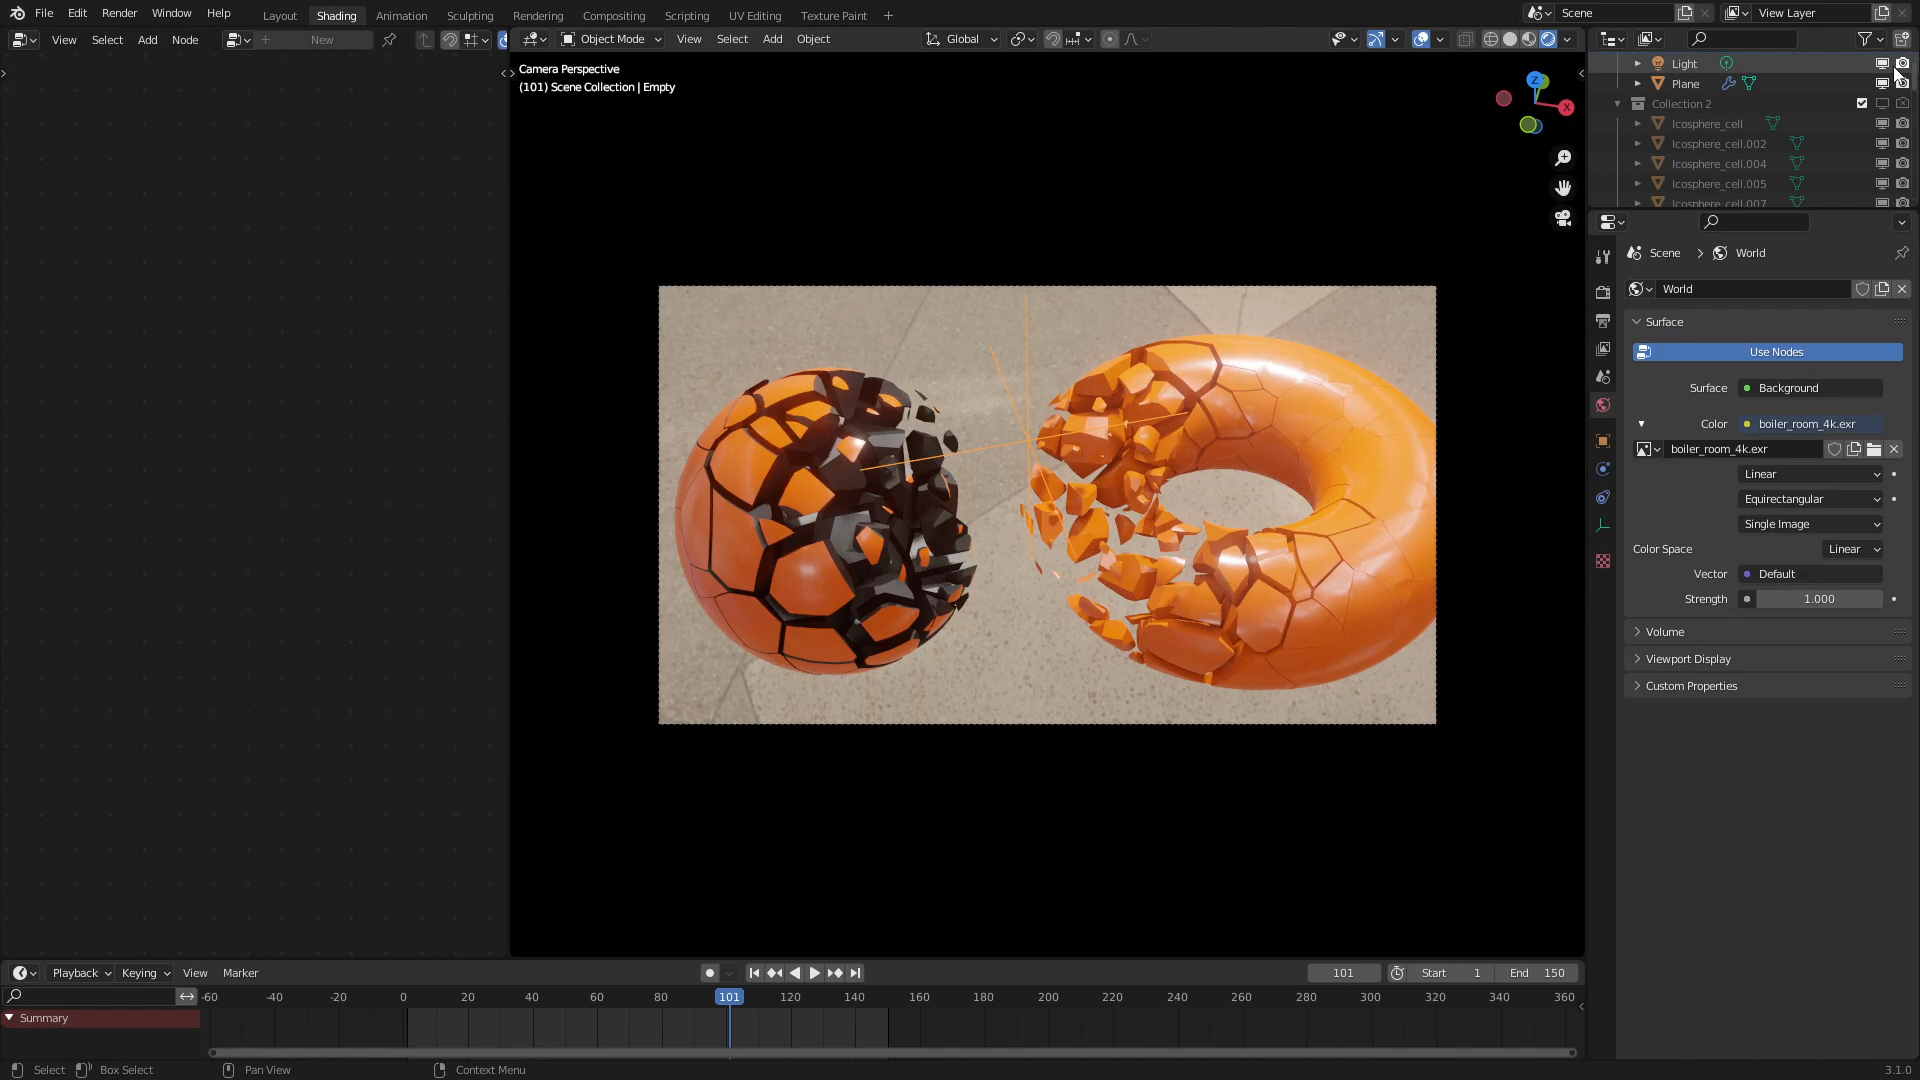 File Edit Render Window Help
Layout Shading Animation Sculpting Rendering Compositing Scripting UV Editing Texture Paint +
Scene
View Layer
View Select Add Node
New
Object Mode
View Select Add Object
Global
Camera Perspective
(101) Scene Collection | Empty
Z
X
Light
Plane
Collection 2
Icosphere_cell
Icosphere_cell.002
Icosphere_cell.004
Icosphere_cell.005
Icosphere_cell.007
Scene > World
World
Surface
Use Nodes
Surface Background
Color boiler_room_4k.exr
boiler_room_4k.exr
Linear
Equirectangular
Single Image
Color Space Linear
Vector Default
Strength 1.000
Volume
Viewport Display
Custom Properties
Playback Keying View Marker
101
Start 1
End 150
-60 -40 -20 0 20 40 60 80 101 120 140 160 180 200 220 240 260 280 300 320 340 360
Summary
Select Box Select Pan View Context Menu
3.1.0